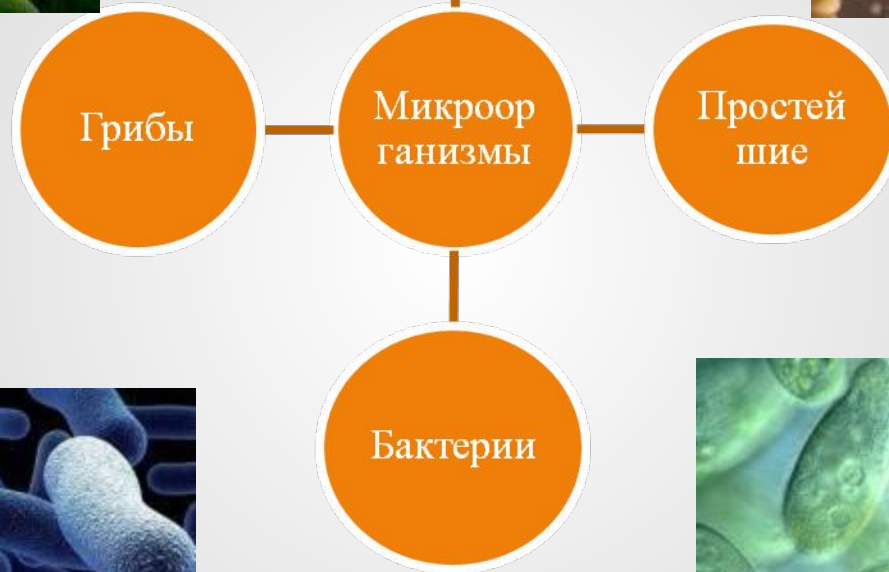 Грибы
Микроор
ганизмы
Простей
шие
Бактерии